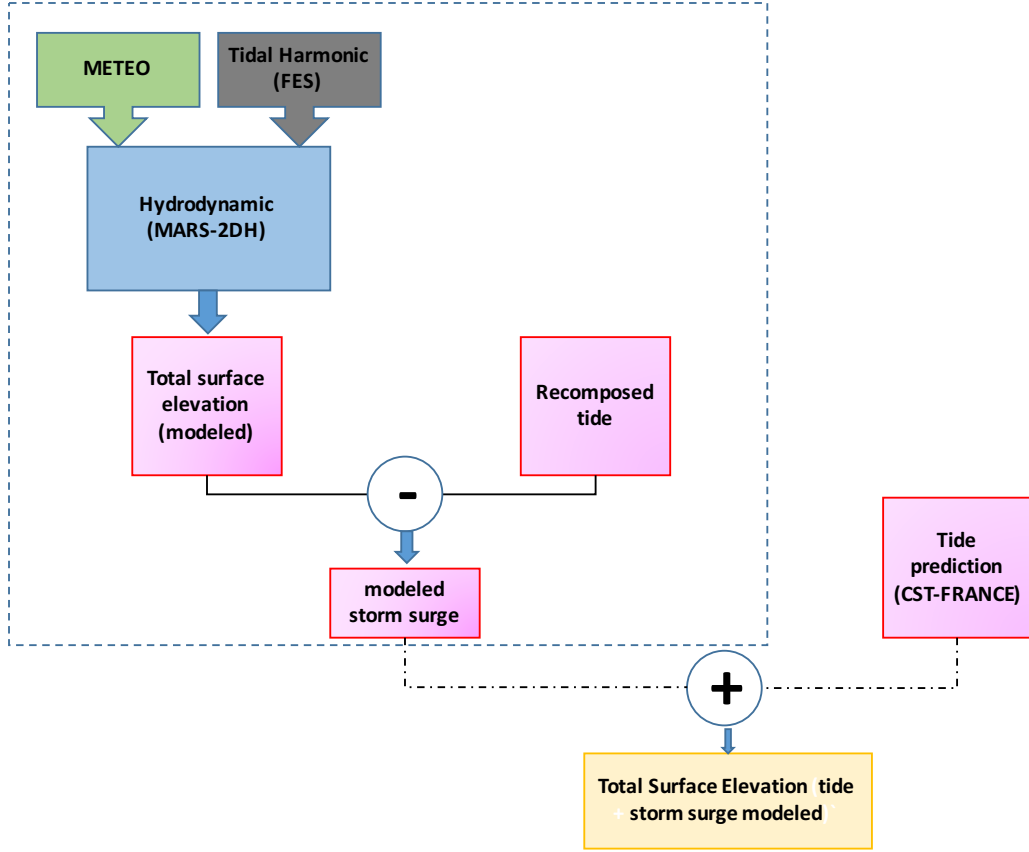 METEO
Tidal Harmonic
(FES)
Hydrodynamic
(MARS-2DH)
Total surface
elevation
(modeled)
Recomposed
tide
-
modeled
storm surge
Tide
prediction
(CST-FRANCE)
+
Total Surface Elevation (tide
+ storm surge modeled)